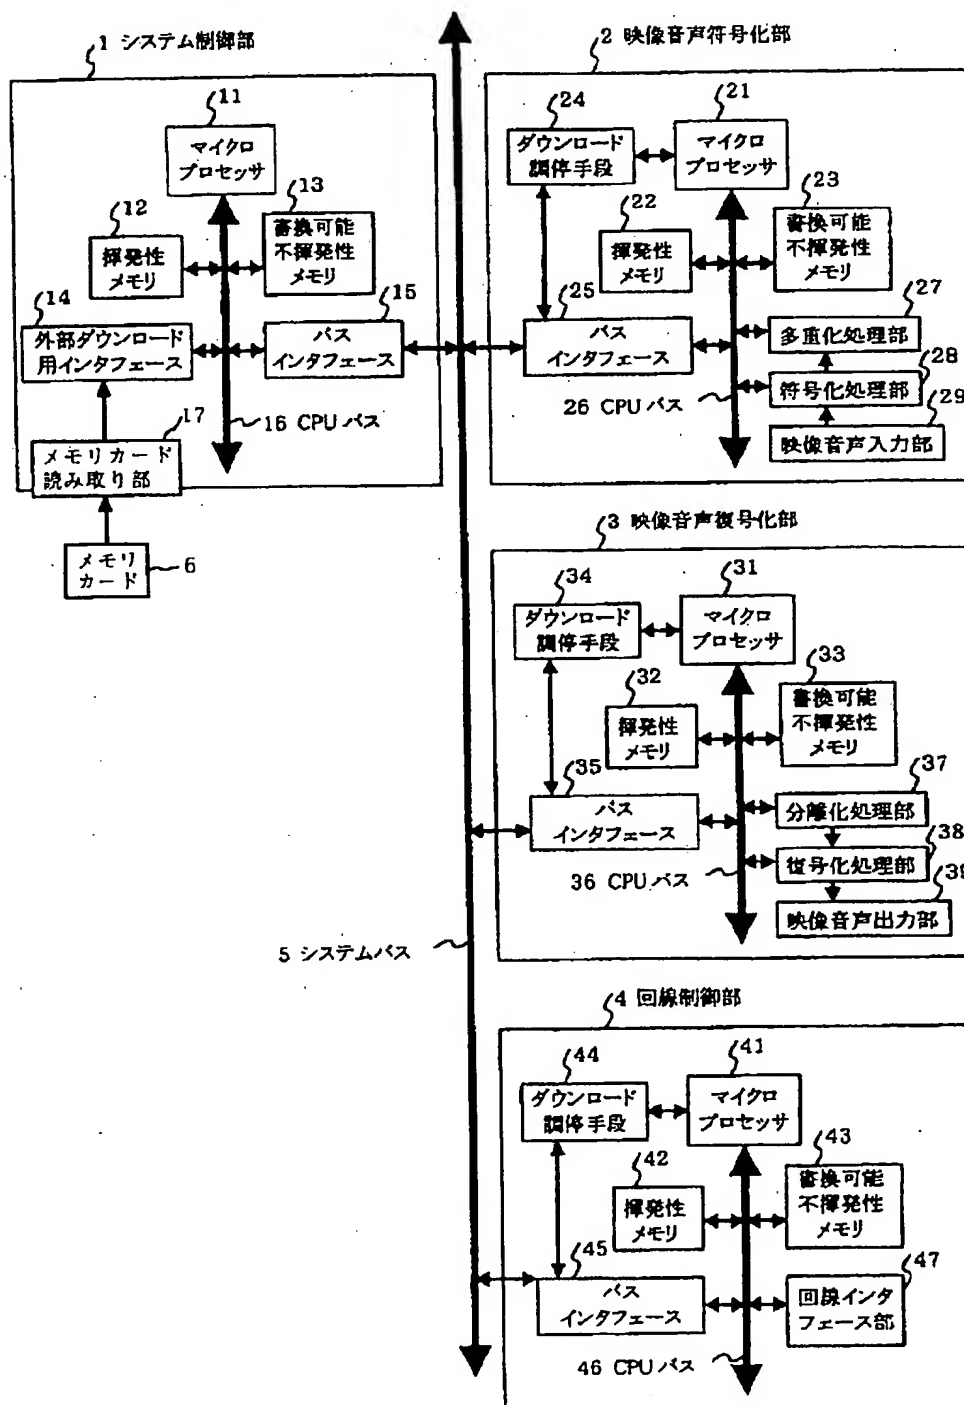 1 システム制御部
11
マイクロ
プロセッサ
12
揮発性
メモリ
13
書換可能
不揮発性
メモリ
14
外部ダウンロード
用インタフェース
15
バス
インタフェース
16 CPU バス
17
メモリカード
読み取り部
メモリ
カード
6
2 映像音声符号化部
24
ダウンロード
調停手段
21
マイクロ
プロセッサ
22
揮発性
メモリ
23
書換可能
不揮発性
メモリ
25
バス
インタフェース
27
多重化処理部
28
符号化処理部
29
映像音声入力部
26 CPU バス
3 映像音声復号化部
34
ダウンロード
調停手段
31
マイクロ
プロセッサ
32
揮発性
メモリ
33
書換可能
不揮発性
メモリ
35
バス
インタフェース
37
分離化処理部
38
復号化処理部
39
映像音声出力部
36 CPU バス
5 システムバス
4 回線制御部
44
ダウンロード
調停手段
41
マイクロ
プロセッサ
42
揮発性
メモリ
43
書換可能
不揮発性
メモリ
45
バス
インタフェース
47
回線インタ
フェース部
46 CPU バス